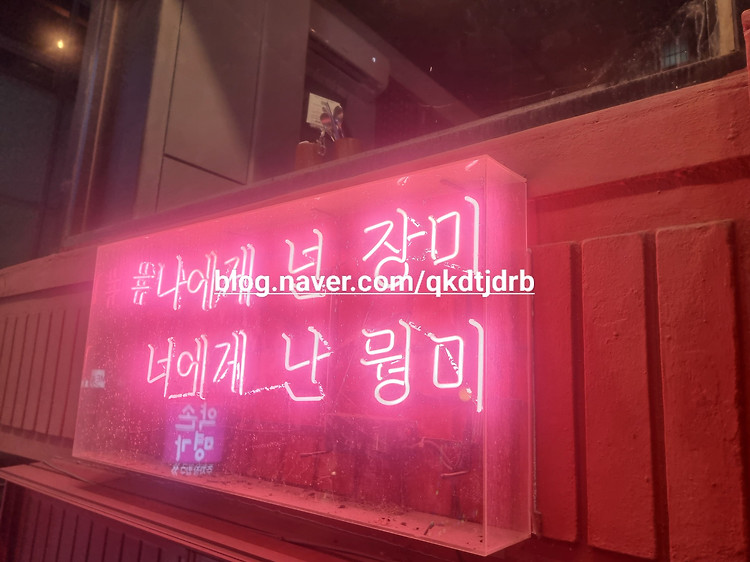 #나에게 넌 장미
blog.naver.com/qkdtjdrb
너에게 난 뭥미